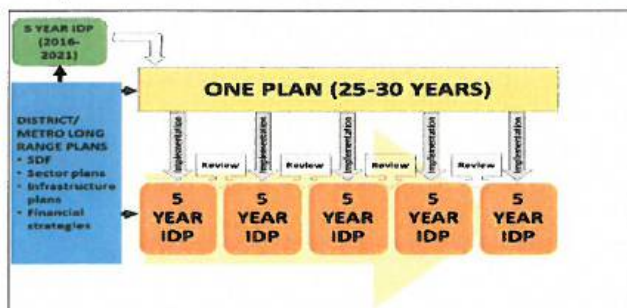 5 YEAR IDP
(2016-
2021)
ONE PLAN (25-30 YEARS)
DISTRICT/
METRO LONG
RANGE PLANS
• SDF
• Sector plans
• Infrastructure
plans
• Financial
strategies
Implementation
Implementation
Implementation
Implementation
Implementation
Review
Review
Review
Review
5
YEAR
IDP
5
YEAR
IDP
5
YEAR
IDP
5
YEAR
IDP
5
YEAR
IDP